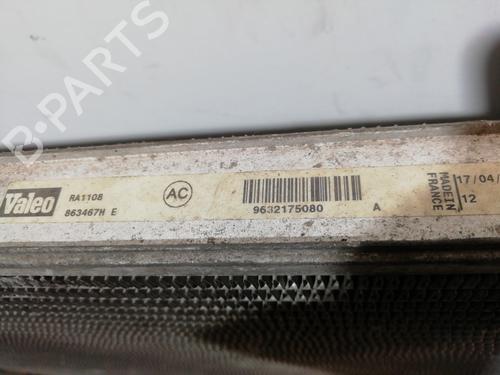 B-PARTS
Valeo
RA1108
863467H E
AC
9632175080
A
MADE IN
FRANCE
17/04/
12